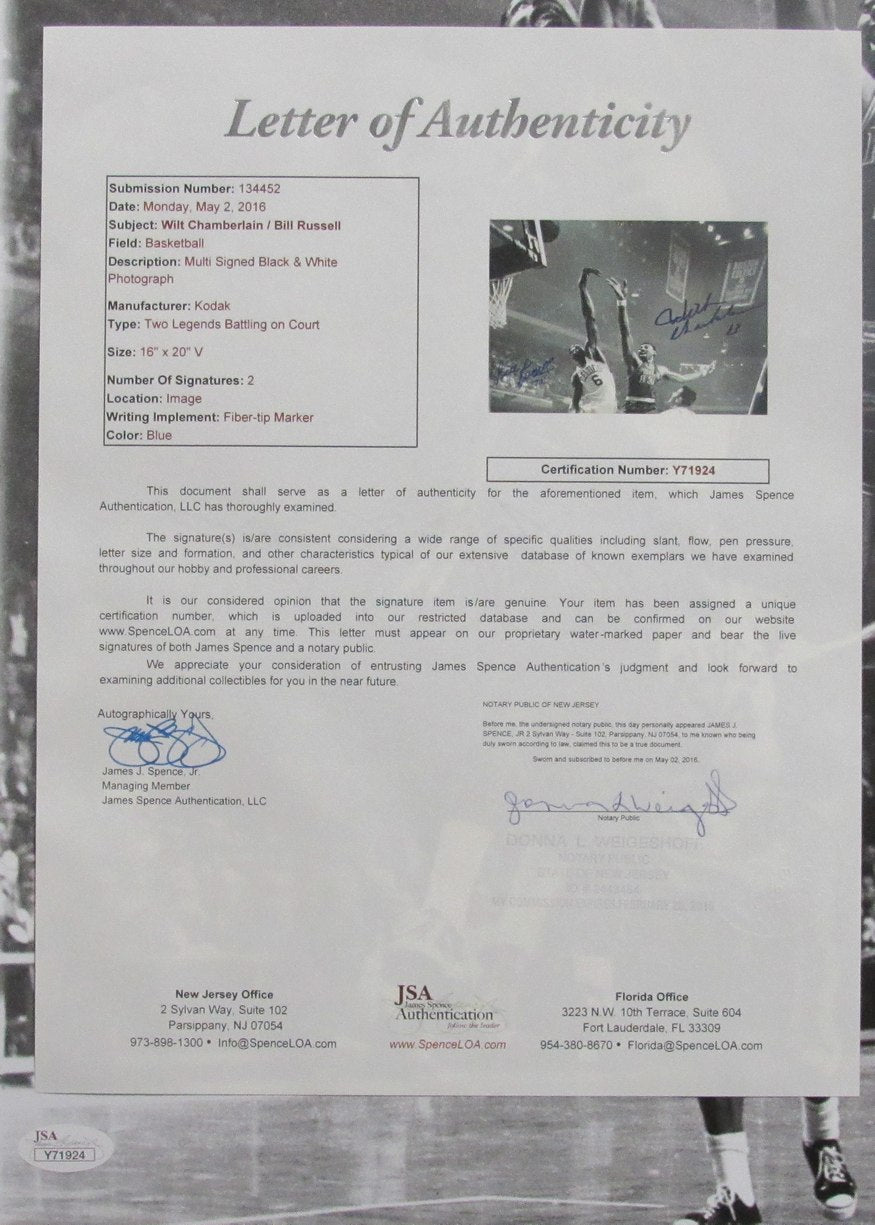 Letter of Authenticity
Submission Number: 134452
Date: Monday, May 2, 2016
Subject: Wilt Chamberlain / Bill Russell
Field: Basketball
Description: Multi Signed Black & White
Photograph
Manufacturer: Kodak
Type: Two Legends Battling on Court
Size: 16" x 20" V
Number Of Signatures: 2
Location: Image
Writing Implement: Fiber-tip Marker
Color: Blue
6
Certification Number: Y71924
This document shall serve as a letter of authenticity for the aforementioned item, which James Spence
Authentication, LLC has thoroughly examined.
The signature(s) is/are consistent considering a wide range of specific qualities including slant, flow, pen pressure,
letter size and formation, and other characteristics typical of our extensive database of known exemplars we have examined
throughout our hobby and professional careers.
It is our considered opinion that the signature item is/are genuine. Your item has been assigned a unique
certification number, which is uploaded into our restricted database and can be confirmed on our website
www.SpenceLOA.com at any time. This letter must appear on our proprietary water-marked paper and bear the live
signatures of both James Spence and a notary public.
We appreciate your consideration of entrusting James Spence Authentication's judgment and look forward to
examining additional collectibles for you in the near future.
Autographically Yours,
James J. Spence, Jr.
Managing Member
James Spence Authentication, LLC
NOTARY PUBLIC OF NEW JERSEY
Before me, the undersigned notary public, this day personally appeared JAMES J.
SPENCE, JR 2 Sylvan Way - Suite 102, Parsippany, NJ 07054, to me known who being
duly sworn according to law, claimed this to be a true document.
Sworn and subscribed to before me on May 02, 2016.
Notary Public
DONNA L. WEIGESHOFF
NOTARY PUBLIC
STATE OF NEW JERSEY
MY COMMISSION EXPIRES FEBRUARY
New Jersey Office
2 Sylvan Way, Suite 102
Parsippany, NJ 07054
973-898-1300 • Info@SpenceLOA.com
JSA
James Spence
Authentication
follow the leader
www.SpenceLOA.com
Florida Office
3223 N.W. 10th Terrace, Suite 604
Fort Lauderdale, FL 33309
954-380-8670 • Florida@SpenceLOA.com
JSA
Y71924